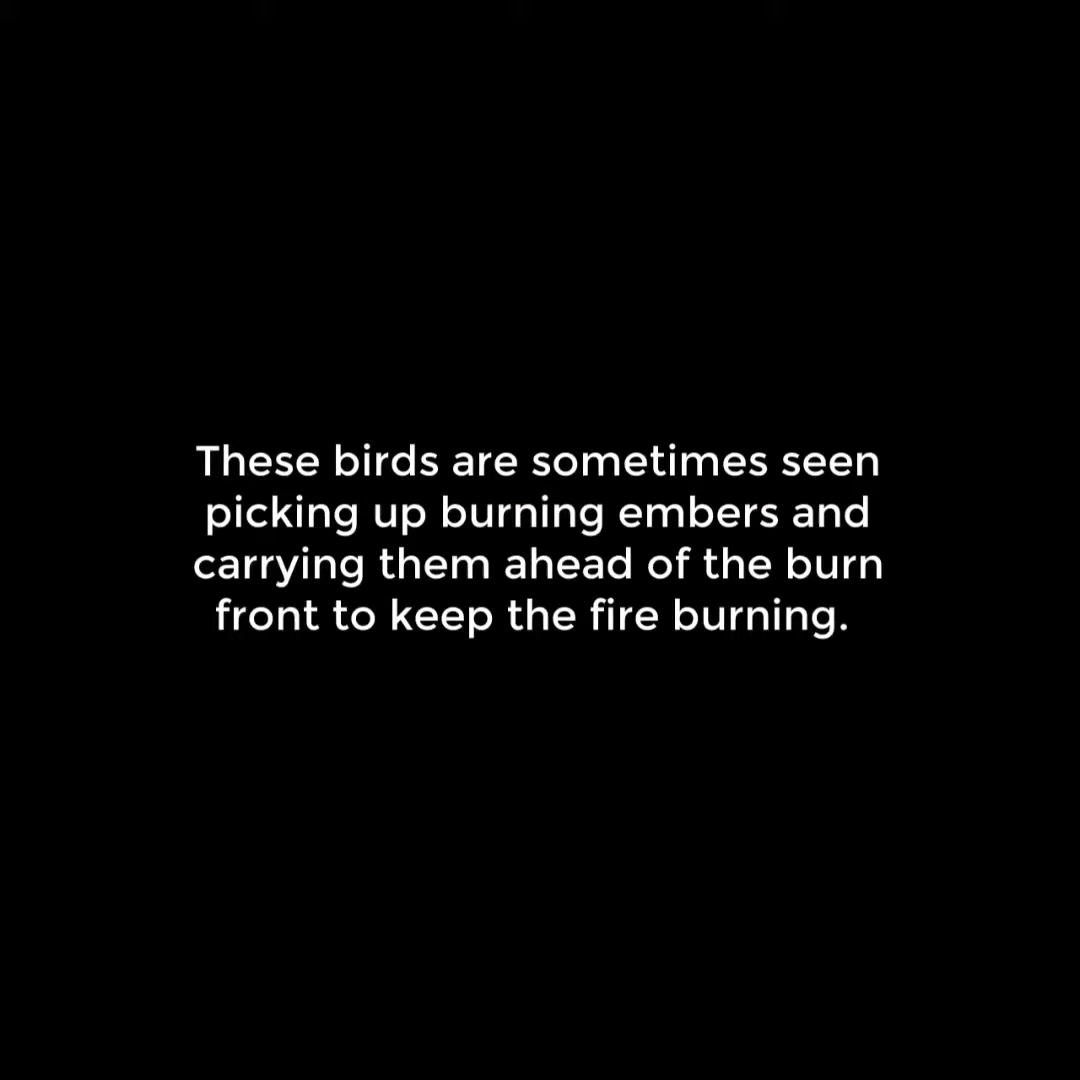 These birds are sometimes seen
picking up burning embers and
carrying them ahead of the burn
front to keep the fire burning.